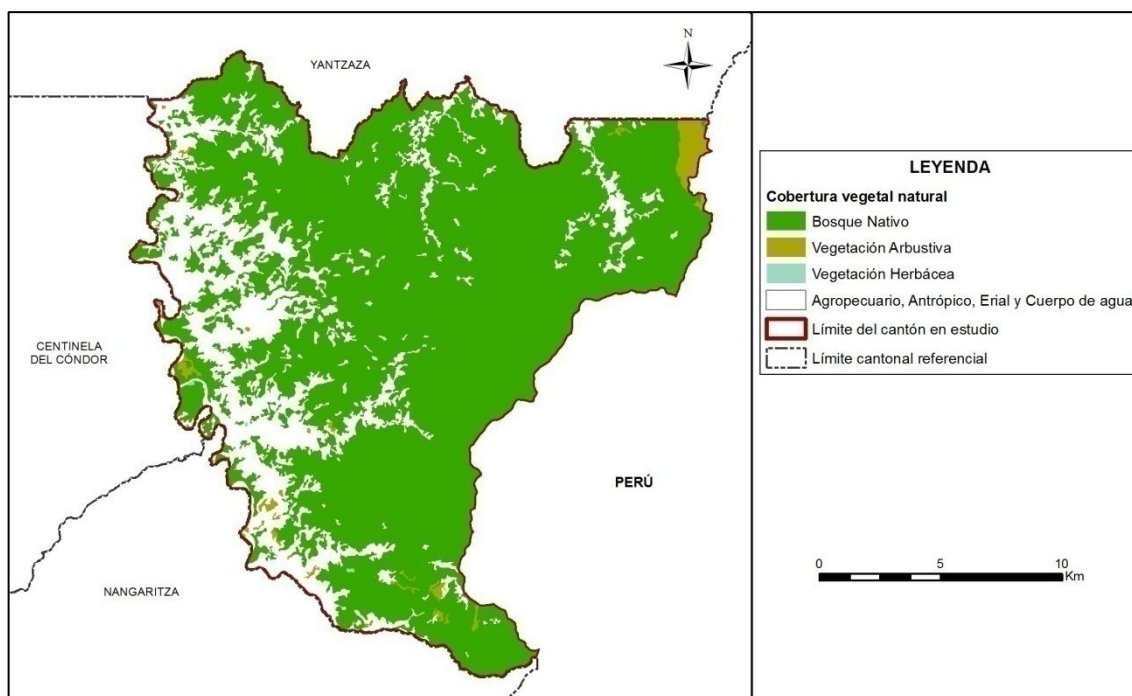 YANTZAZA
N
CENTINELA
DEL CÓNDOR
NANGARITZA
PERÚ
LEYENDA
Cobertura vegetal natural
Bosque Nativo
Vegetación Arbustiva
Vegetación Herbácea
Agropecuario, Antrópico, Erial y Cuerpo de agua
Límite del cantón en estudio
Límite cantonal referencial
0 5 10
Km